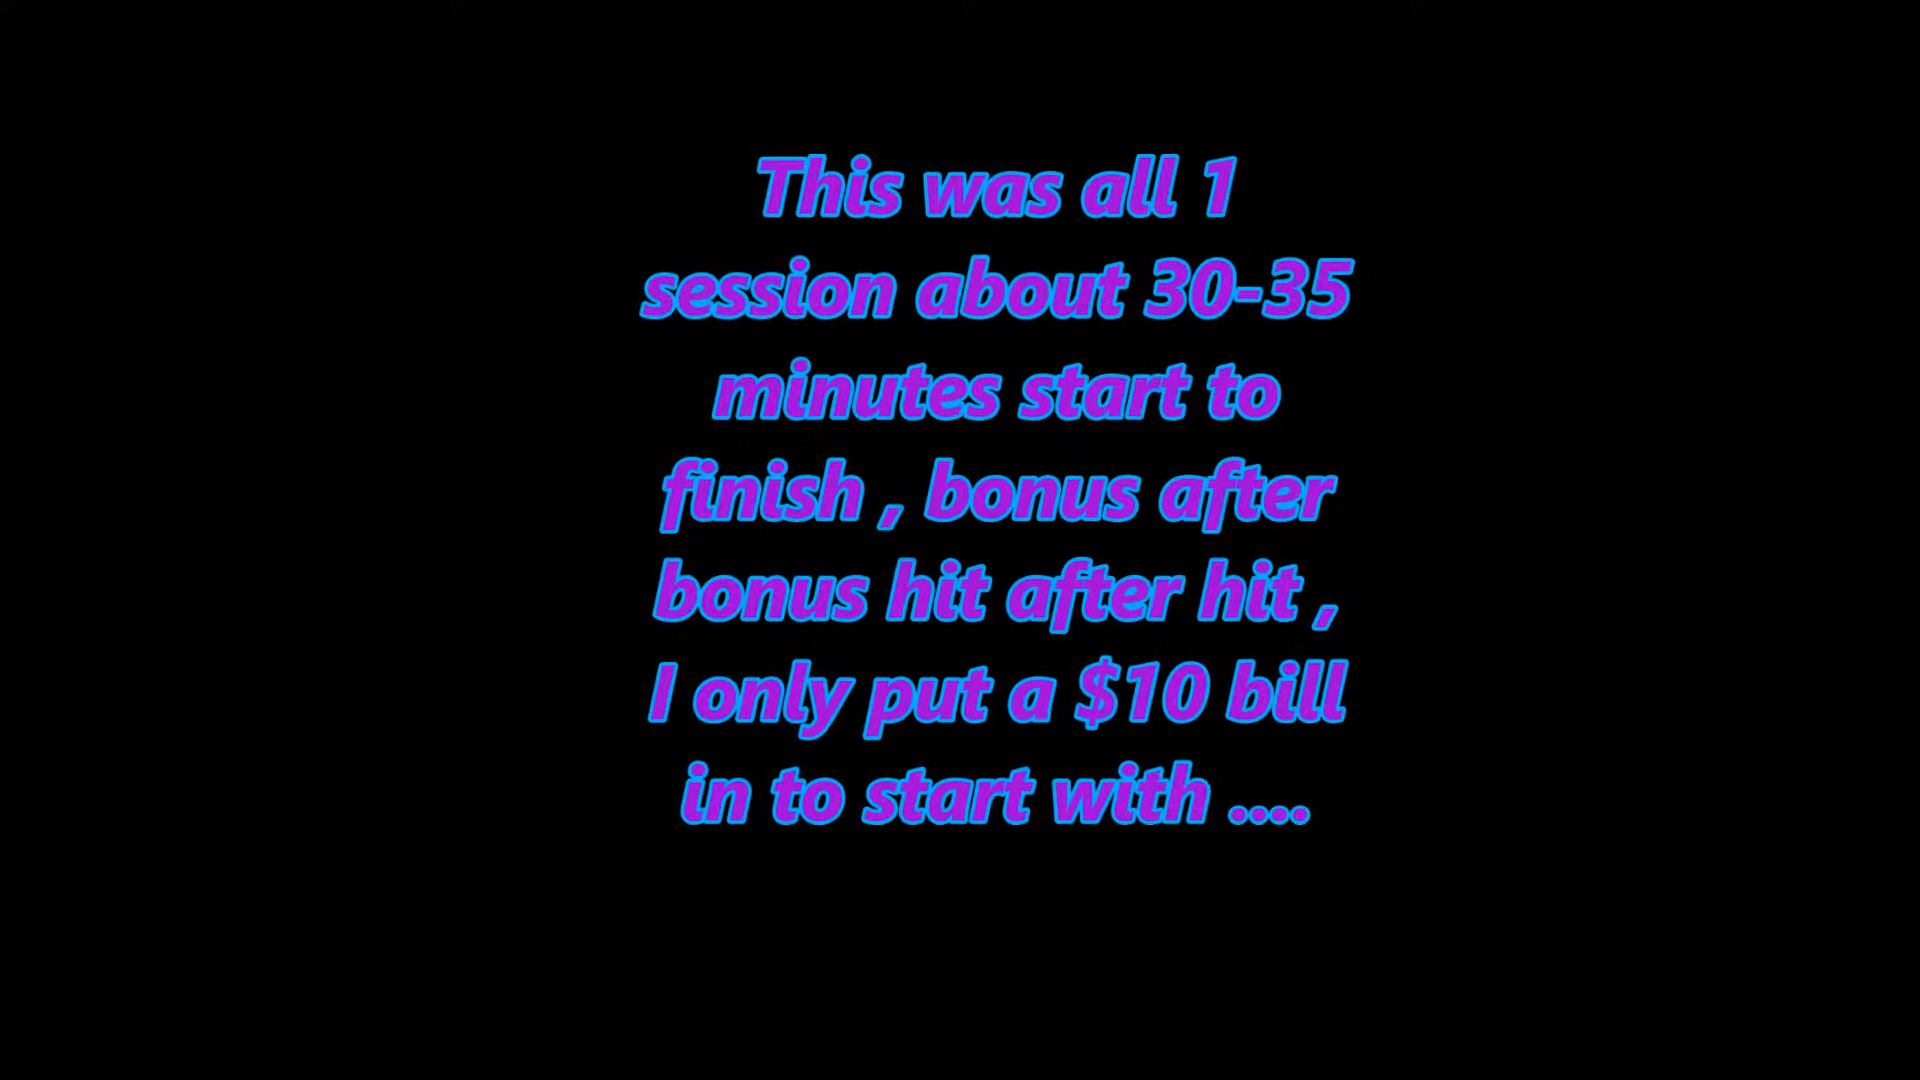 This was all 1
session about 30-35
minutes start to
finish , bonus after
bonus hit after hit ,
I only put a $10 bill
in to start with ....